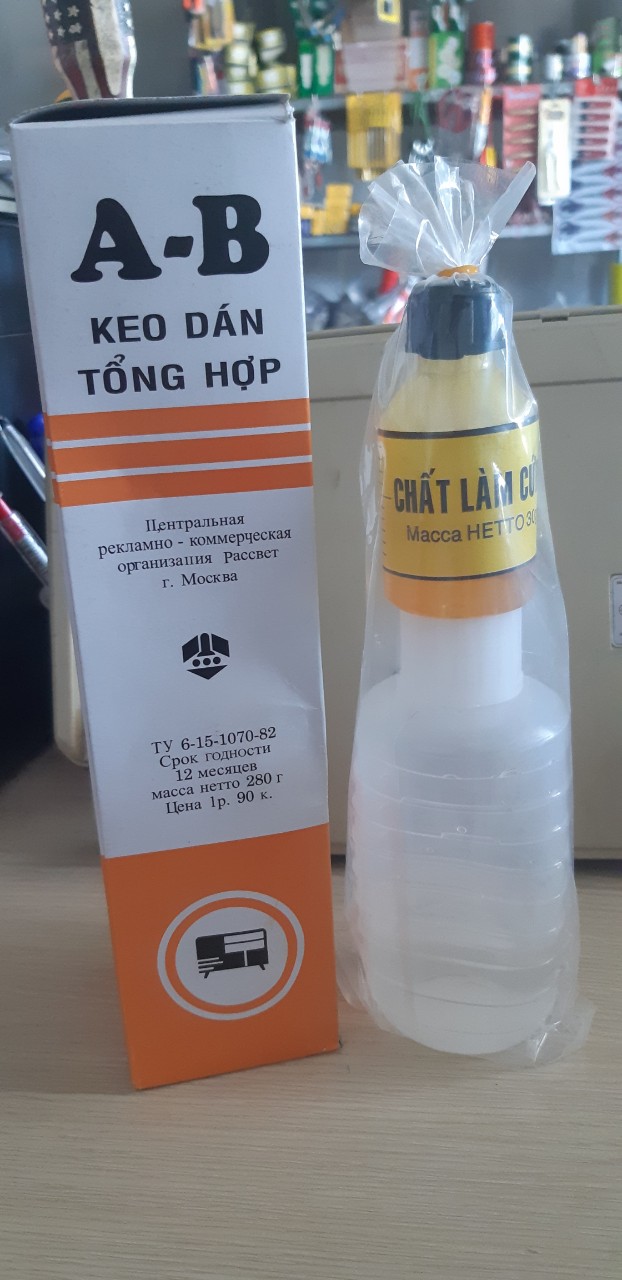 A-B
KEO DÁN
TỔNG HỢP
Центральная
рекламно - коммерческая
организация Рассвет
г. Москва
ТУ 6-15-1070-82
Срок годности
12 месяцев
масса нетто 280 г
Цена 1р. 90 к.
CHẤT LÀM
Масса НЕТТО 30